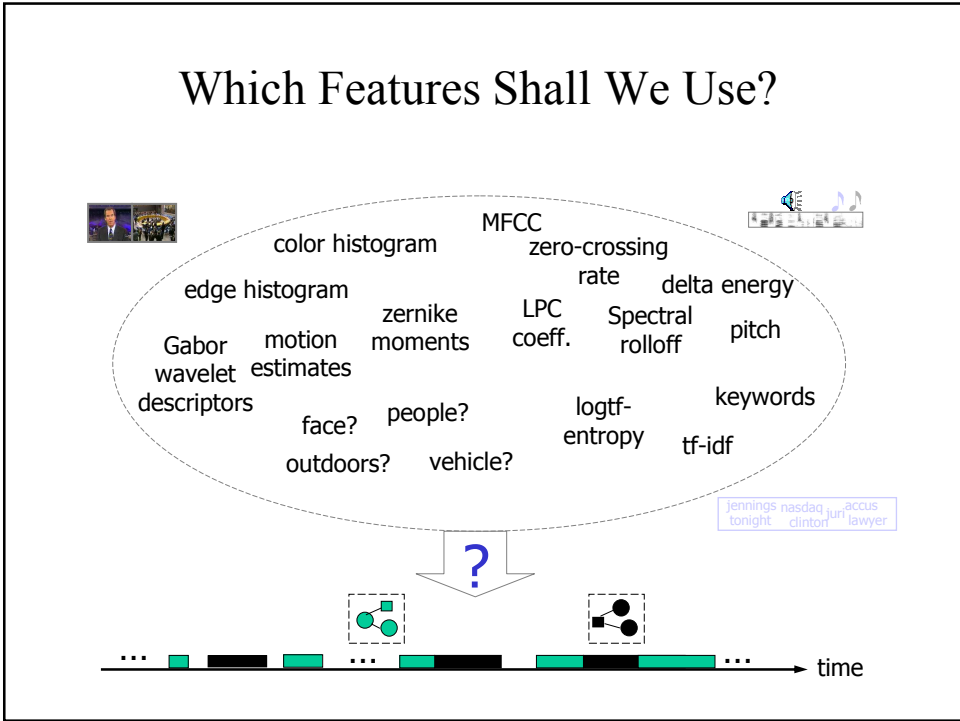 Which Features Shall We Use?
MFCC
color histogram
zero-crossing
rate
edge histogram
delta energy
zernike
moments
LPC
coeff.
Spectral
rolloff
pitch
Gabor
wavelet
descriptors
motion
estimates
face?
people?
logtf-
entropy
keywords
outdoors?
vehicle?
tf-idf
jennings nasdaq juri accus
tonight clinton lawyer
?
... ... ...
time